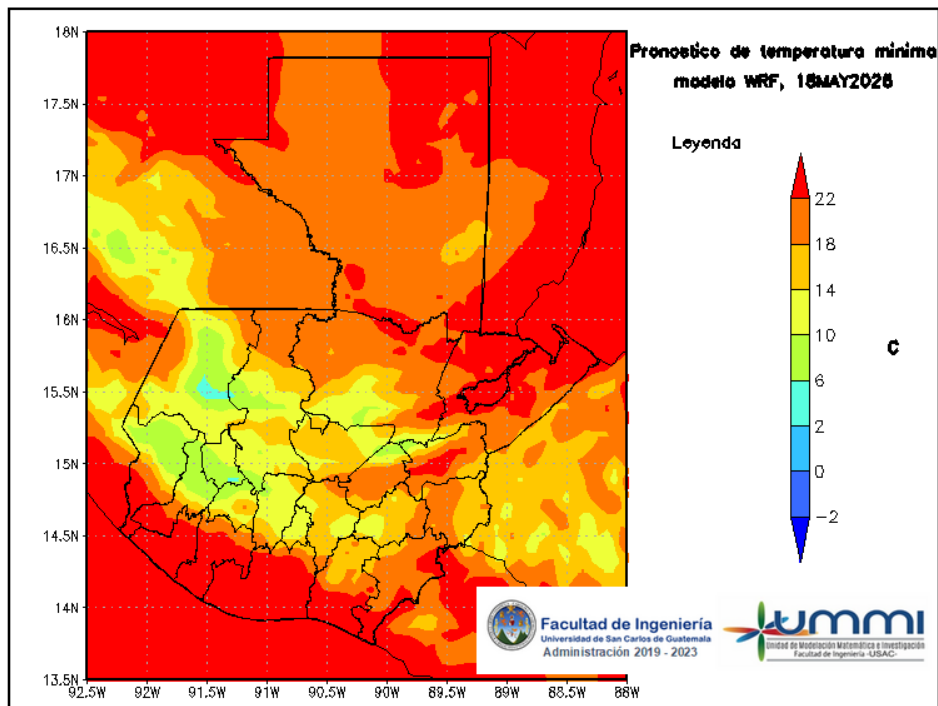 Pronostico de temperatura minima
modelo WRF, 18MAY2026
Leyenda
22
18
14
10
6
2
0
-2
C
18N
17.5N
17N
16.5N
16N
15.5N
15N
14.5N
14N
13.5N
92.5W 92W 91.5W 91W 90.5W 90W 89.5W 89W 88.5W 88W
Facultad de Ingeniería
Universidad de San Carlos de Guatemala
Administración 2019 - 2023
ummi
Unidad de Modelación Matemática e Investigación
Facultad de Ingeniería -USAC-